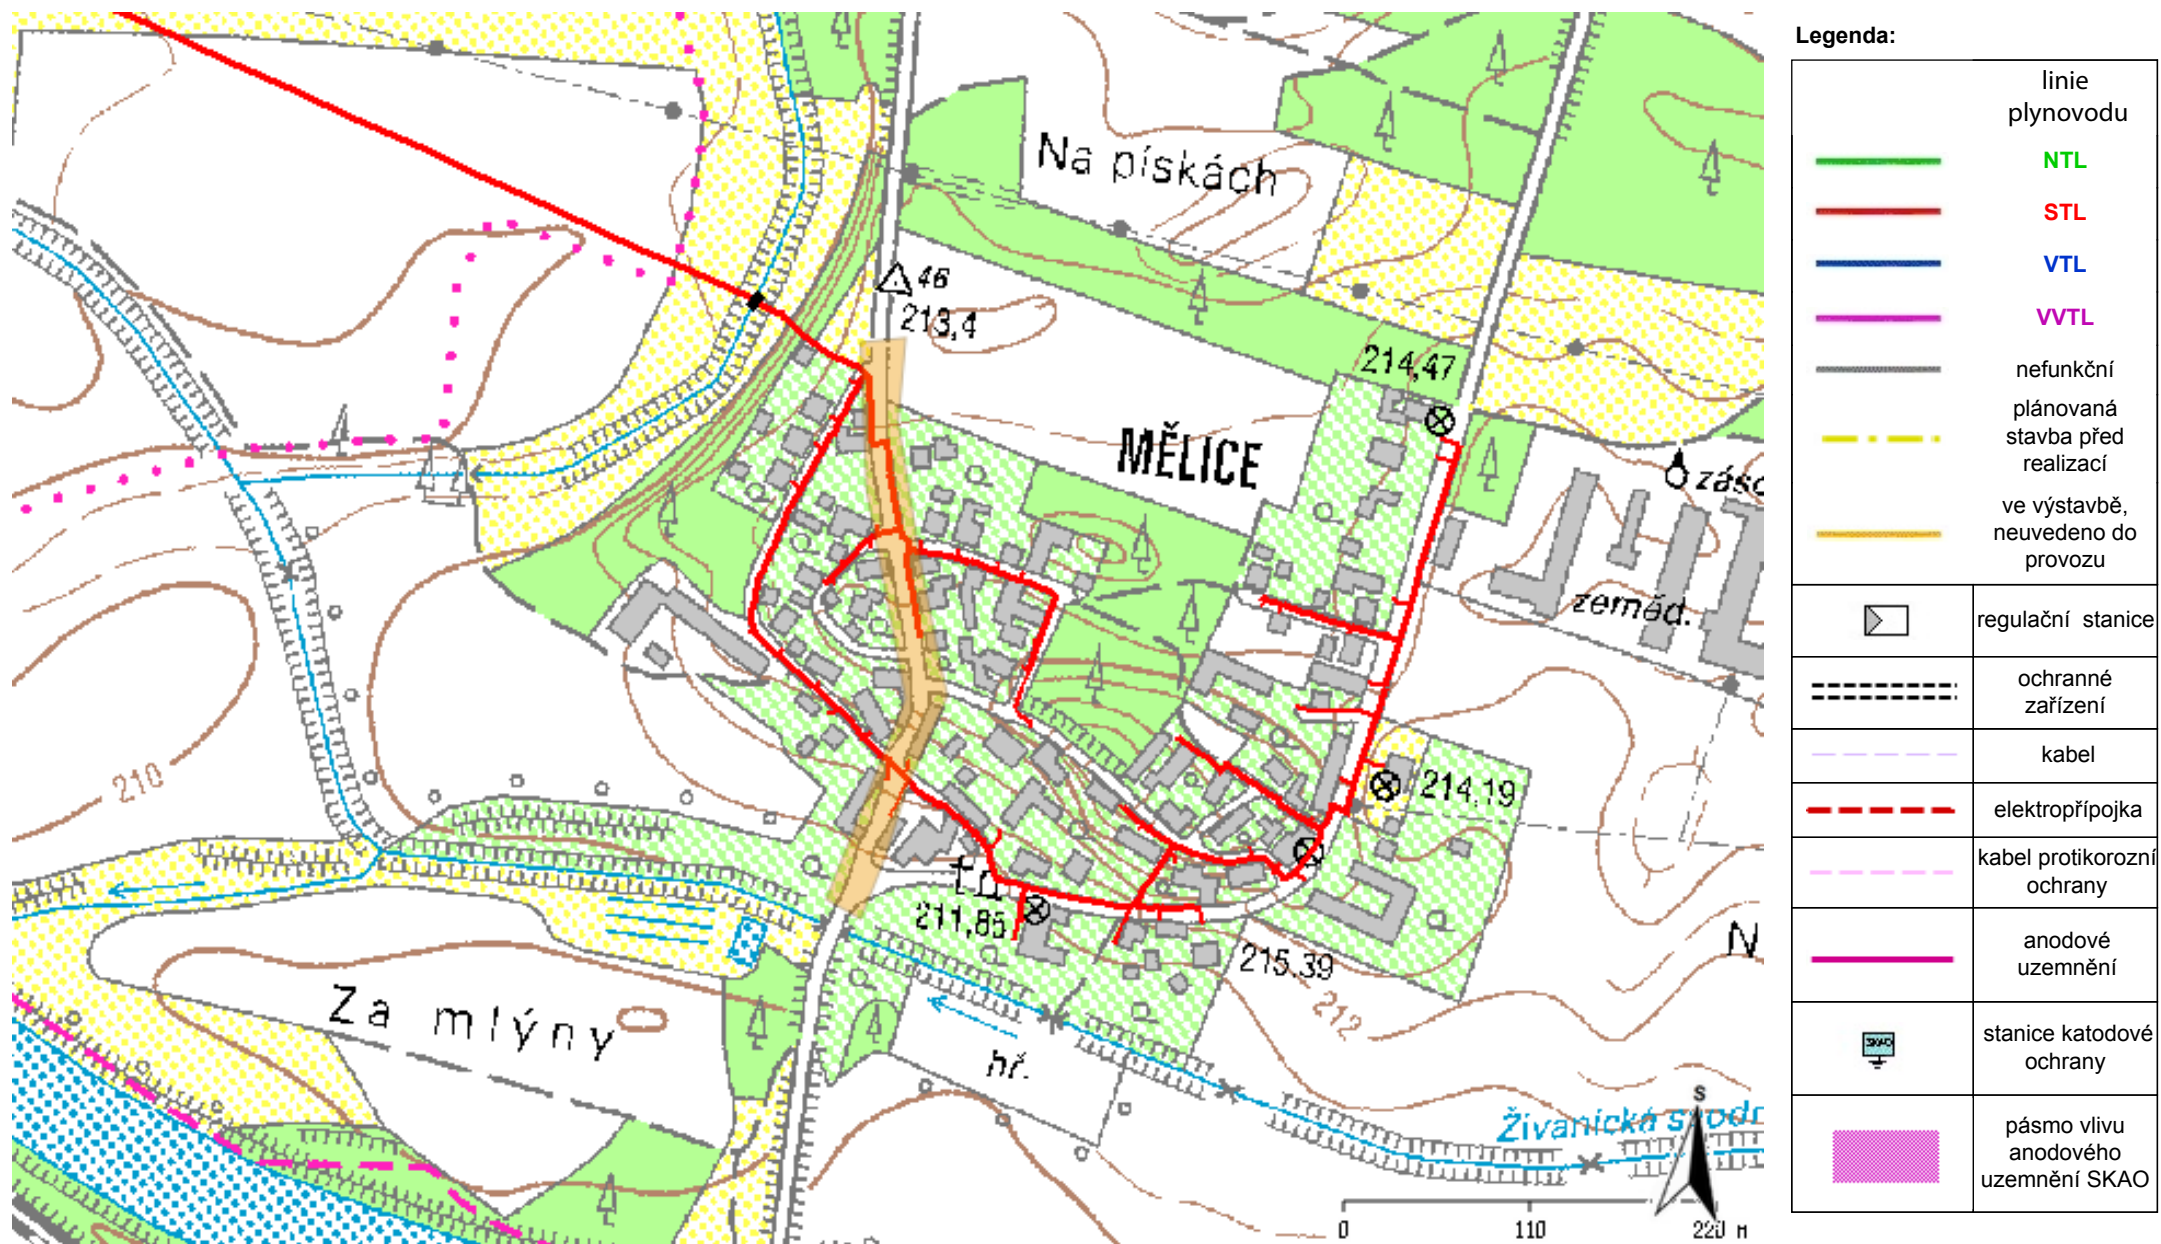 Na pískách
46
213,4
214,47
MĚLICE
zeměd.
214,19
210
211,85
215,39
212
Za mlýny
hř.
Živanická
S
0 110 220 m
Legenda:
linie
plynovodu
NTL
STL
VTL
VVTL
nefunkční
plánovaná
stavba před
realizací
ve výstavbě,
neuvedeno do
provozu
regulační stanice
ochranné
zařízení
kabel
elektropřípojka
kabel protikorozní
ochrany
anodové
uzemnění
SKAO
stanice katodové
ochrany
pásmo vlivu
anodového
uzemnění SKAO